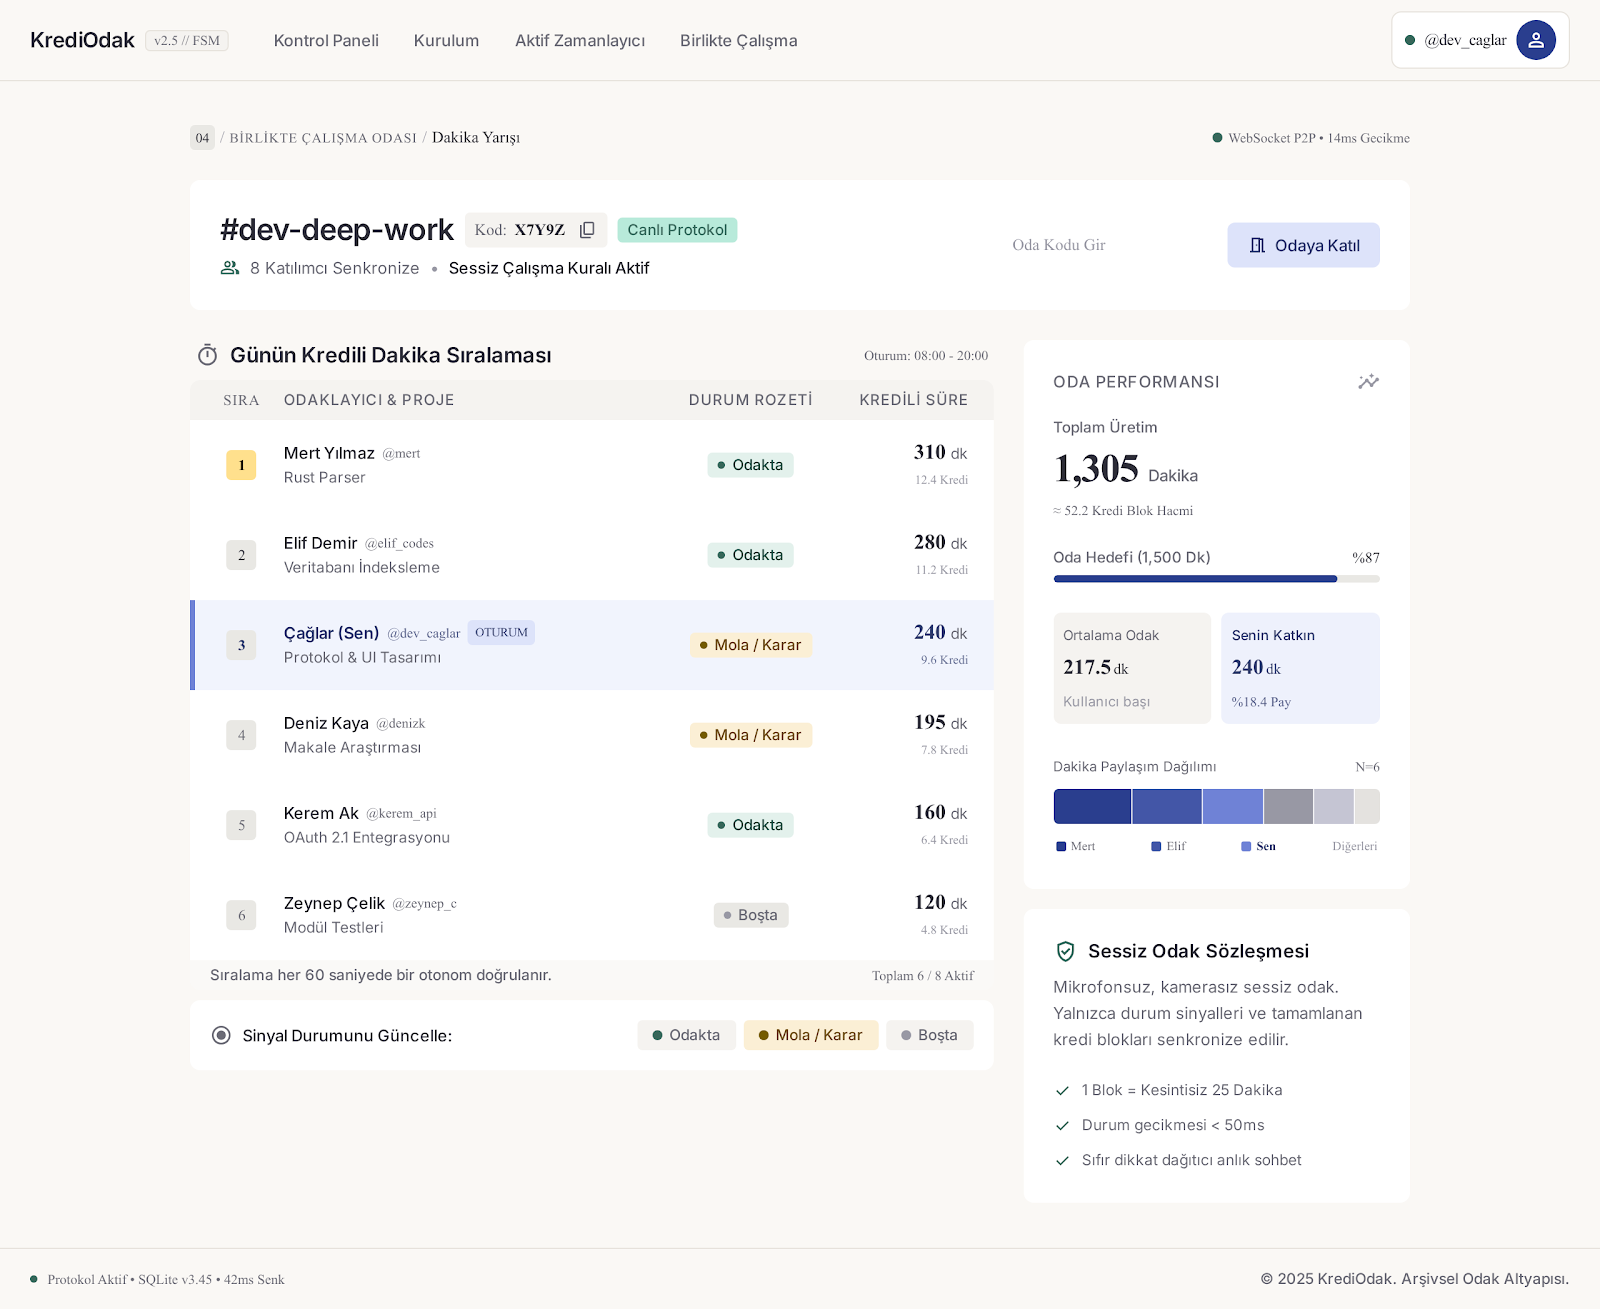 KrediOdak v2.5 // FSM Kontrol Paneli Kurulum Aktif Zamanlayıcı Birlikte Çalışma @dev_caglar
04 / BİRLİKTE ÇALIŞMA ODASI / Dakika Yarışı
WebSocket P2P • 14ms Gecikme
#dev-deep-work Kod: X7Y9Z Canlı Protokol
8 Katılımcı Senkronize • Sessiz Çalışma Kuralı Aktif
Oda Kodu Gir
Odaya Katıl
Günün Kredili Dakika Sıralaması
Oturum: 08:00 - 20:00
SIRA ODAKLAYICI & PROJE DURUM ROZETİ KREDİLİ SÜRE
1 Mert Yılmaz @mert Odakta 310 dk
Rust Parser 12.4 Kredi
2 Elif Demir @elif_codes Odakta 280 dk
Veritabanı İndeksleme 11.2 Kredi
3 Çağlar (Sen) @dev_caglar OTURUM Mola / Karar 240 dk
Protokol & UI Tasarımı 9.6 Kredi
4 Deniz Kaya @denizk Mola / Karar 195 dk
Makale Araştırması 7.8 Kredi
5 Kerem Ak @kerem_api Odakta 160 dk
OAuth 2.1 Entegrasyonu 6.4 Kredi
6 Zeynep Çelik @zeynep_c Boşta 120 dk
Modül Testleri 4.8 Kredi
Sıralama her 60 saniyede bir otonom doğrulanır.
Toplam 6 / 8 Aktif
Sinyal Durumunu Güncelle: Odakta Mola / Karar Boşta
ODA PERFORMANSI
Toplam Üretim
1,305 Dakika
≈ 52.2 Kredi Blok Hacmi
Oda Hedefi (1,500 Dk) %87
Ortalama Odak
217.5 dk
Kullanıcı başı
Senin Katkın
240 dk
%18.4 Pay
Dakika Paylaşım Dağılımı N=6
Mert Elif Sen Diğerleri
Sessiz Odak Sözleşmesi
Mikrofonsuz, kamerasız sessiz odak.
Yalnızca durum sinyalleri ve tamamlanan
kredi blokları senkronize edilir.
1 Blok = Kesintisiz 25 Dakika
Durum gecikmesi < 50ms
Sıfır dikkat dağıtıcı anlık sohbet
Protokol Aktif • SQLite v3.45 • 42ms Senk
© 2025 KrediOdak. Arşivsel Odak Altyapısı.